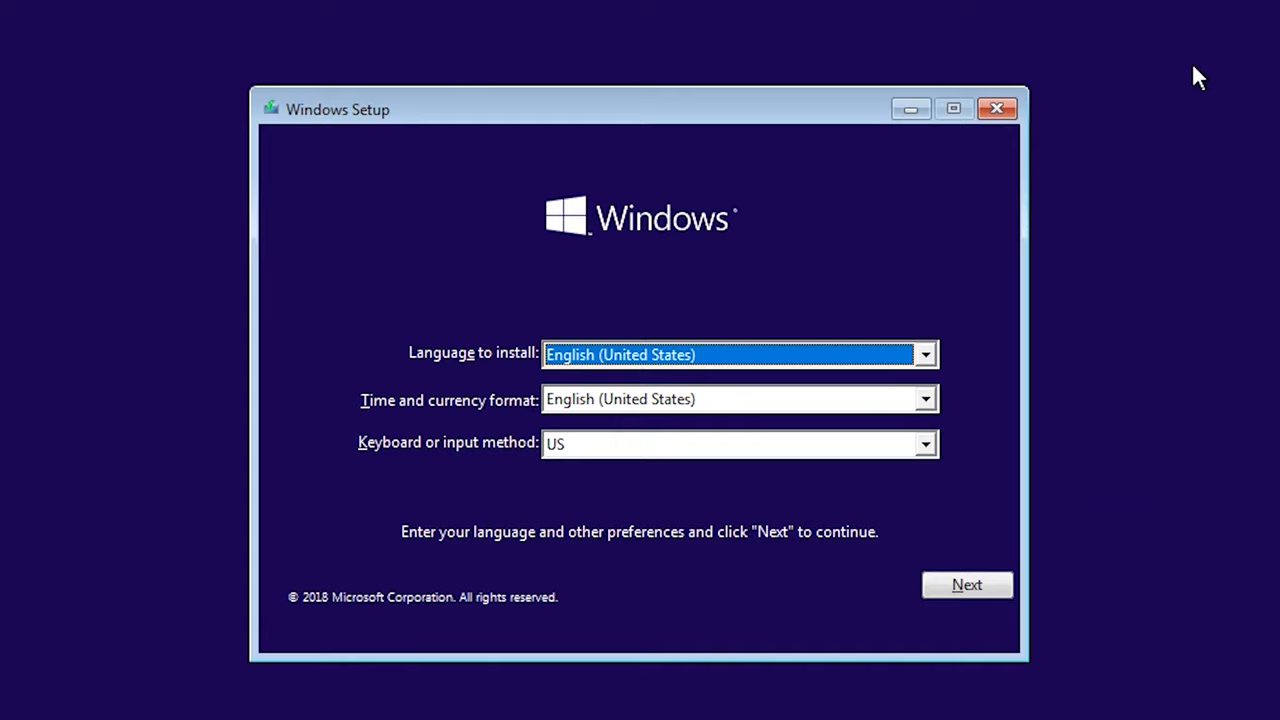 Windows Setup
Windows
Language to install: English (United States)
Time and currency format: English (United States)
Keyboard or input method: US
Enter your language and other preferences and click "Next" to continue.
Next
© 2018 Microsoft Corporation. All rights reserved.